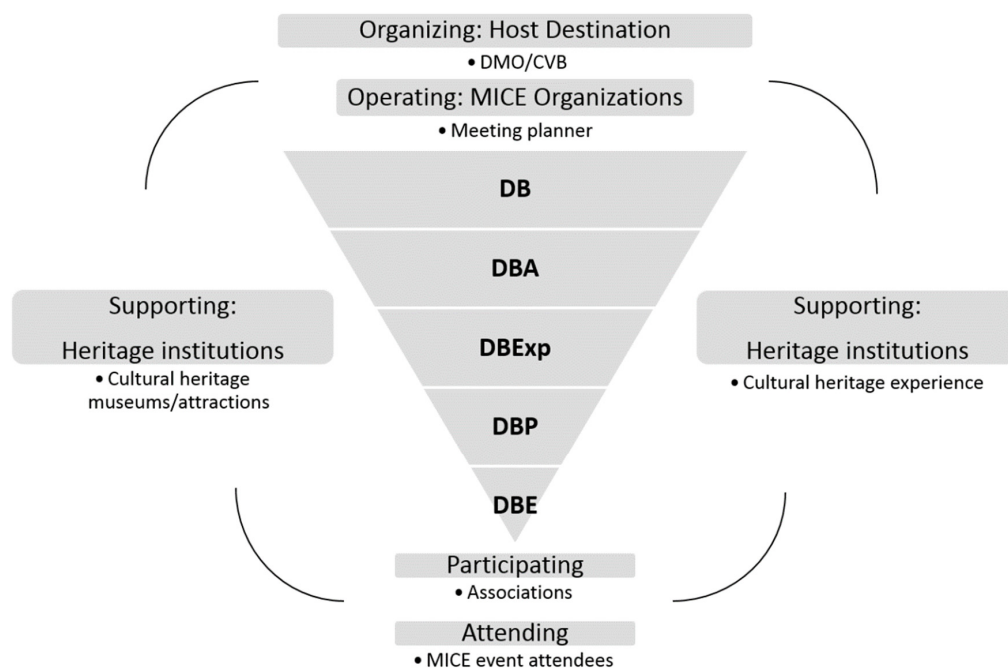 Organizing: Host Destination
• DMO/CVB
Operating: MICE Organizations
• Meeting planner
DB
DBA
DBExp
DBP
DBE
Supporting:
Heritage institutions
• Cultural heritage
museums/attractions
Supporting:
Heritage institutions
• Cultural heritage experience
Participating
• Associations
Attending
• MICE event attendees